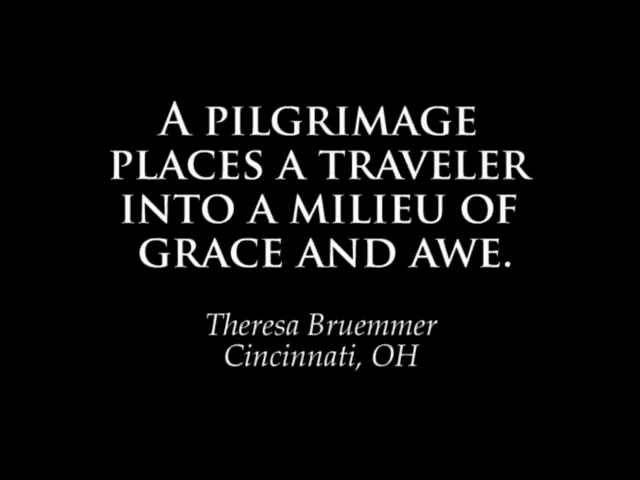 A PILGRIMAGE
PLACES A TRAVELER
INTO A MILIEU OF
GRACE AND AWE.
Theresa Bruemmer
Cincinnati, OH